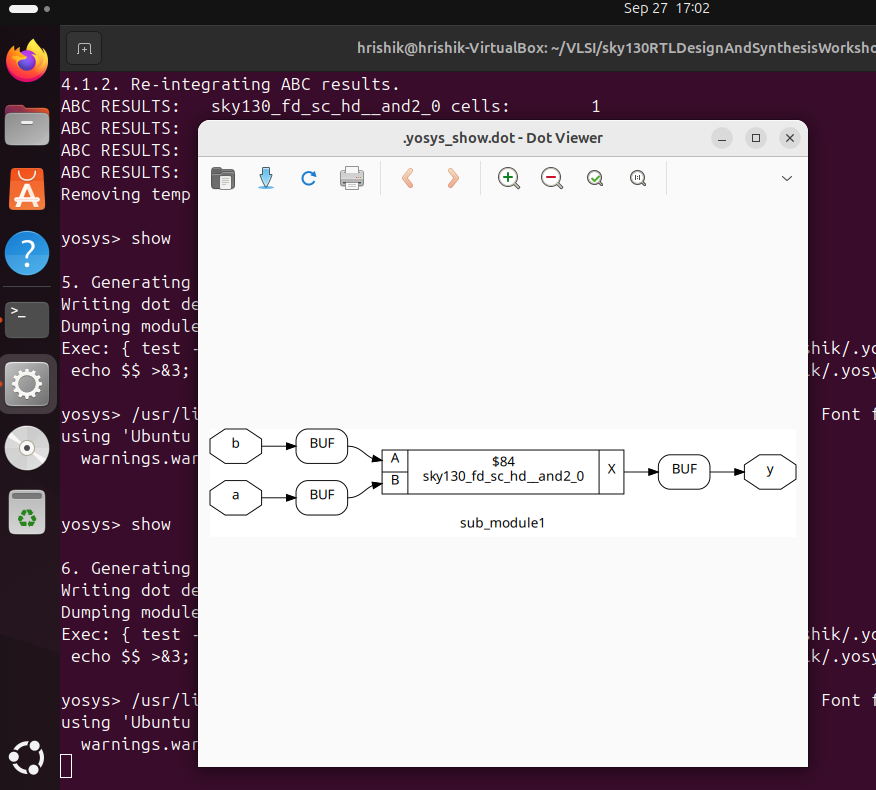 Sep 27 17:02
hrishik@hrishik-VirtualBox: ~/VLSI/sky130RTLDesignAndSynthesisWorksho
4.1.2. Re-integrating ABC results.
ABC RESULTS:   sky130_fd_sc_hd__and2_0 cells:        1
ABC RESULTS:
ABC RESULTS:
ABC RESULTS:
Removing temp
yosys> show
5. Generating
Writing dot de
Dumping module
Exec: { test - shik/.yo
echo $$ >&3; k/.yosy
yosys> /usr/li Font f
using 'Ubuntu
warnings.war
yosys> show
6. Generating
Writing dot de
Dumping module
Exec: { test - shik/.yo
echo $$ >&3; k/.yosy
yosys> /usr/li Font f
using 'Ubuntu
warnings.war
.yosys_show.dot - Dot Viewer
b
BUF
a
BUF
A
B
$84
sky130_fd_sc_hd__and2_0
X
BUF
y
sub_module1